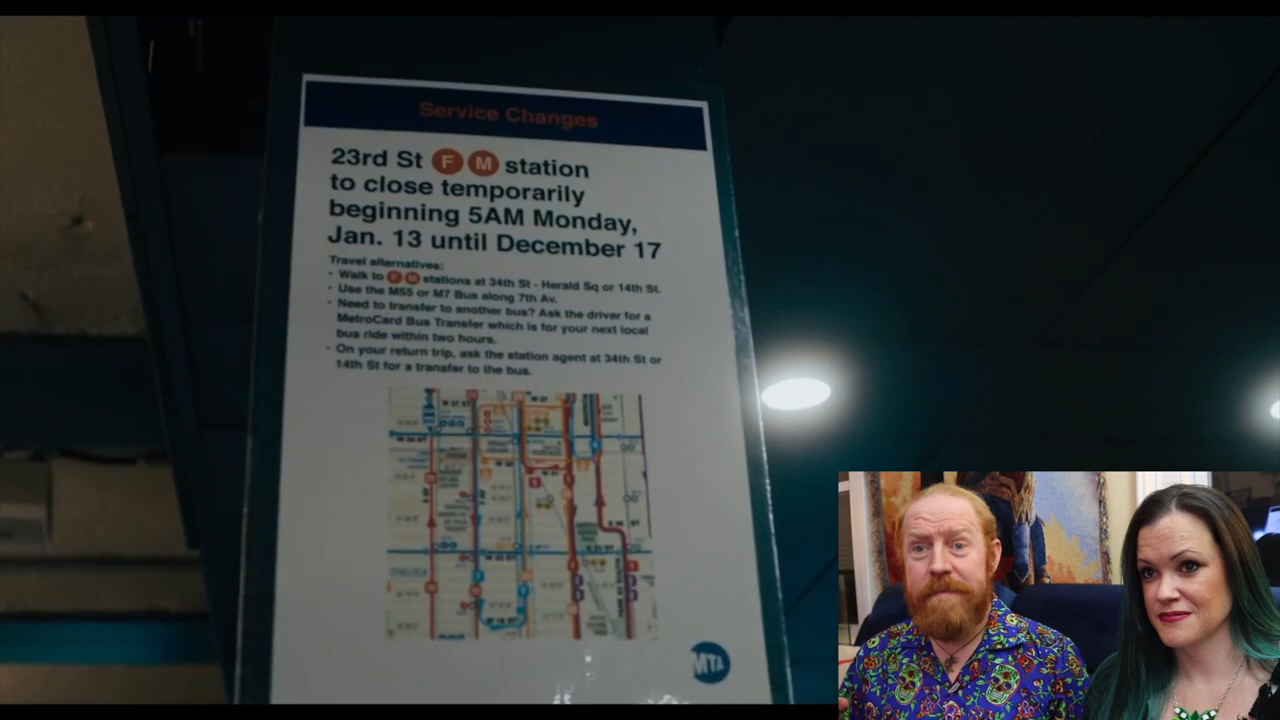 Service Changes
23rd St F M station
to close temporarily
beginning 5AM Monday,
Jan. 13 until December 17
Travel alternatives:
• Walk to F M stations at 34th St - Herald Sq or 14th St.
• Use the M55 or M7 Bus along 7th Av.
• Need to transfer to another bus? Ask the driver for a
MetroCard Bus Transfer which is for your next local
bus ride within two hours.
• On your return trip, ask the station agent at 34th St or
14th St for a transfer to the bus.
MTA